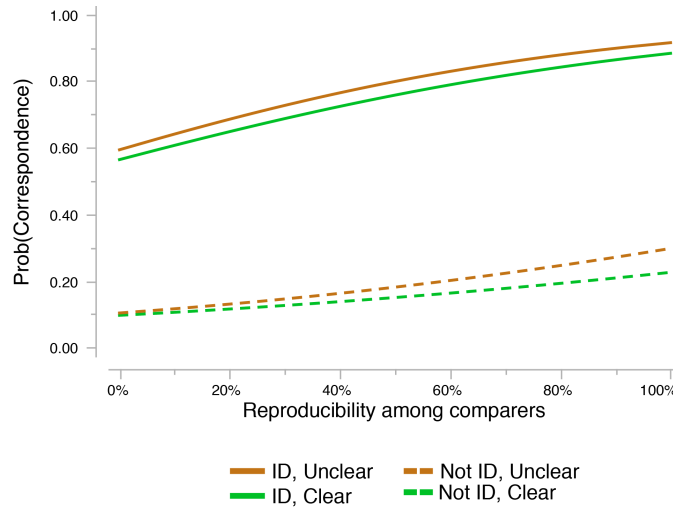 1.00
0.80
0.60
0.40
0.20
0.00
Prob(Correspondence)
0% 20% 40% 60% 80% 100%
Reproducibility among comparers
ID, Unclear Not ID, Unclear
ID, Clear Not ID, Clear